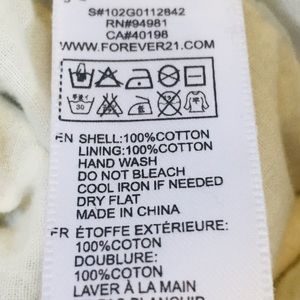 S#102G0112842
RN#94981
CA#40198
WWW.FOREVER21.COM
30
EN SHELL:100%COTTON
LINING:100%COTTON
HAND WASH
DO NOT BLEACH
COOL IRON IF NEEDED
DRY FLAT
MADE IN CHINA
FR ÉTOFFE EXTÉRIEURE:
100%COTON
DOUBLURE:
100%COTON
LAVER À LA MAIN